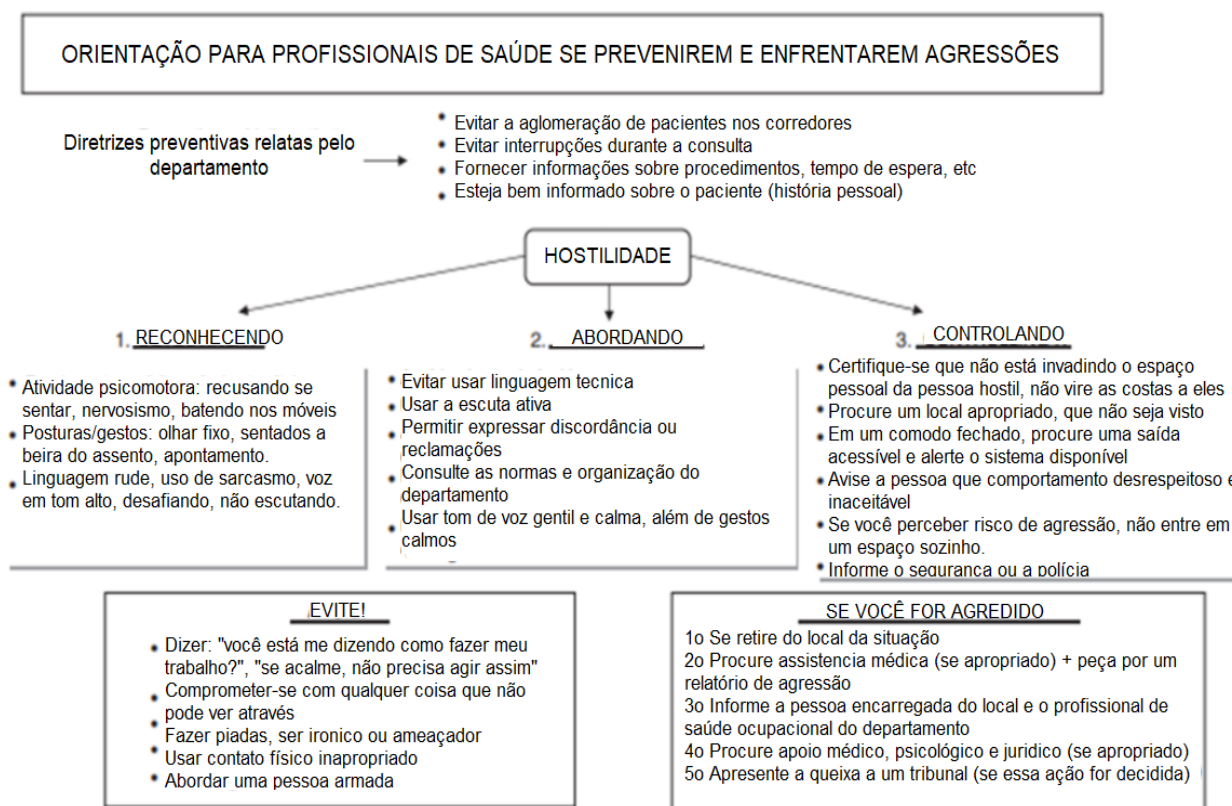 ORIENTAÇÃO PARA PROFISSIONAIS DE SAÚDE SE PREVENIREM E ENFRENTAREM AGRESSÕES
Diretrizes preventivas relatas pelo
departamento
• Evitar a aglomeração de pacientes nos corredores
• Evitar interrupções durante a consulta
• Fornecer informações sobre procedimentos, tempo de espera, etc
• Esteja bem informado sobre o paciente (história pessoal)
HOSTILIDADE
1. RECONHECENDO
• Atividade psicomotora: recusando se
sentar, nervosismo, batendo nos móveis
• Posturas/gestos: olhar fixo, sentados a
beira do assento, apontamento.
• Linguagem rude, uso de sarcasmo, voz
em tom alto, desafiando, não escutando.
2. ABORDANDO
• Evitar usar linguagem tecnica
• Usar a escuta ativa
• Permitir expressar discordância ou
reclamações
• Consulte as normas e organização do
departamento
• Usar tom de voz gentil e calma, além de gestos
calmos
3. CONTROLANDO
• Certifique-se que não está invadindo o espaço
pessoal da pessoa hostil, não vire as costas a eles
• Procure um local apropriado, que não seja visto
• Em um comodo fechado, procure uma saída
acessível e alerte o sistema disponível
• Avise a pessoa que comportamento desrespeitoso e
inaceitável
• Se você perceber risco de agressão, não entre em
um espaço sozinho.
• Informe o segurança ou a polícia
EVITE!
• Dizer: "você está me dizendo como fazer meu
trabalho?", "se acalme, não precisa agir assim"
• Comprometer-se com qualquer coisa que não
pode ver através
• Fazer piadas, ser ironico ou ameaçador
• Usar contato físico inapropriado
• Abordar uma pessoa armada
SE VOCÊ FOR AGREDIDO
1o Se retire do local da situação
2o Procure assistencia médica (se apropriado) + peça por um
relatório de agressão
3o Informe a pessoa encarregada do local e o profissional de
saúde ocupacional do departamento
4o Procure apoio médico, psicológico e juridico (se apropriado)
5o Apresente a queixa a um tribunal (se essa ação for decidida)